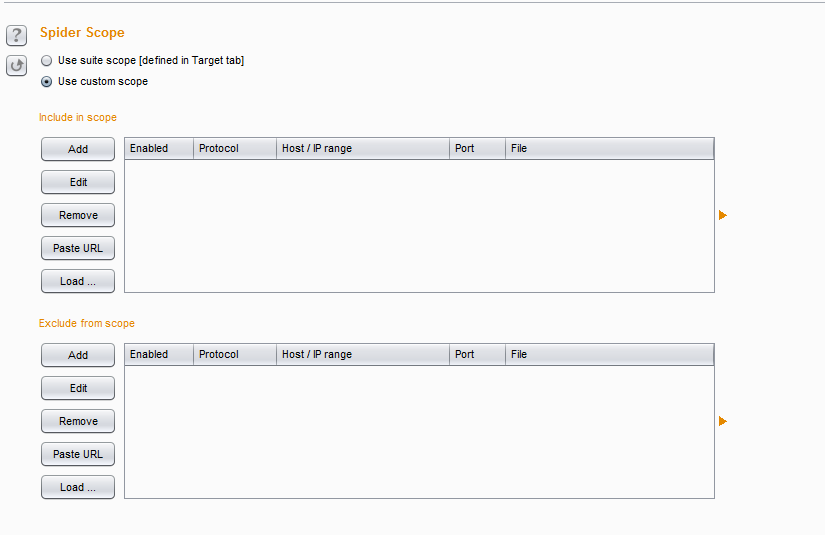 ?
Spider Scope
Use suite scope [defined in Target tab]
Use custom scope
Include in scope
Add
Edit
Remove
Paste URL
Load ...
Enabled Protocol Host / IP range Port File
Exclude from scope
Add
Edit
Remove
Paste URL
Load ...
Enabled Protocol Host / IP range Port File